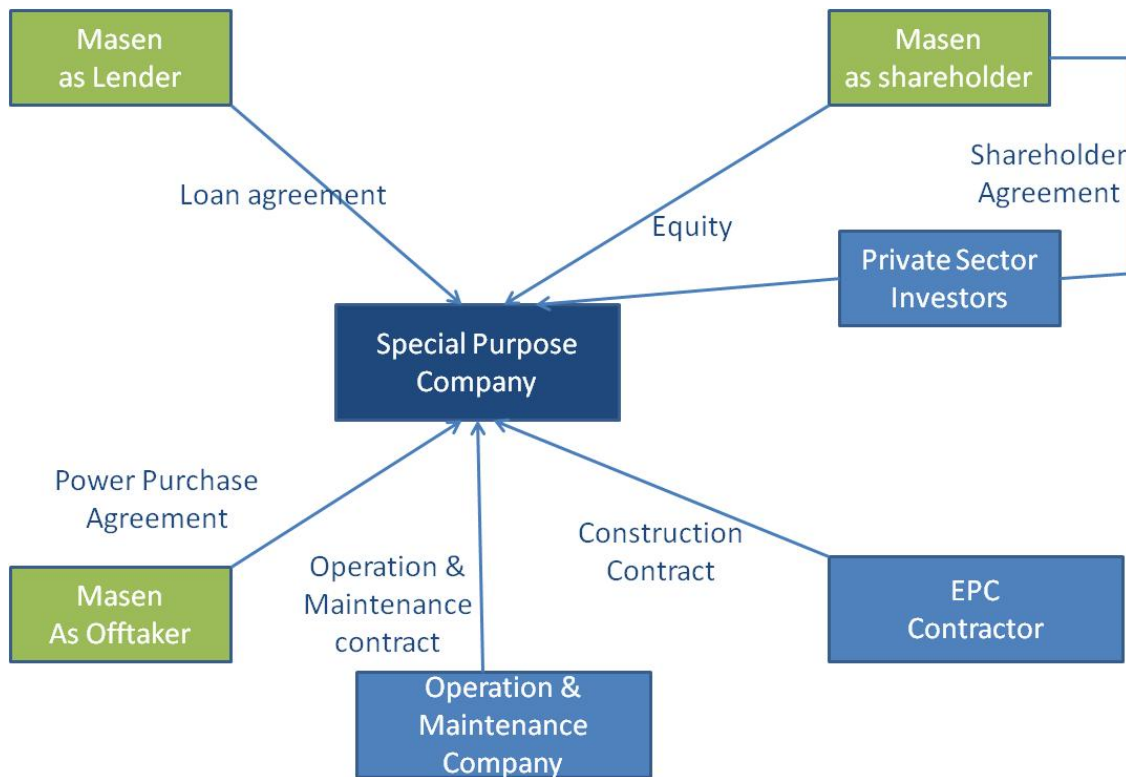 Masen
as Lender
Masen
as shareholder
Shareholder
Agreement
Loan agreement
Equity
Private Sector
Investors
Special Purpose
Company
Power Purchase
Agreement
Construction
Contract
Operation &
Maintenance
contract
Masen
As Offtaker
EPC
Contractor
Operation &
Maintenance
Company